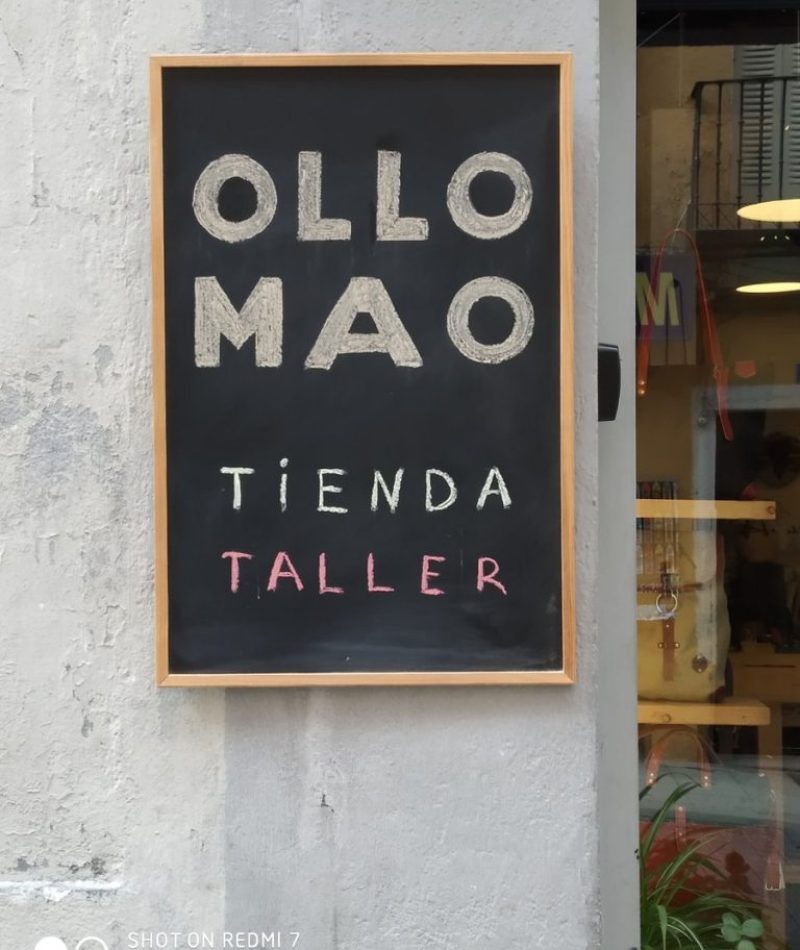 OLLO
MAO
TiENDA
TALLER
M
SHOT ON REDMI 7